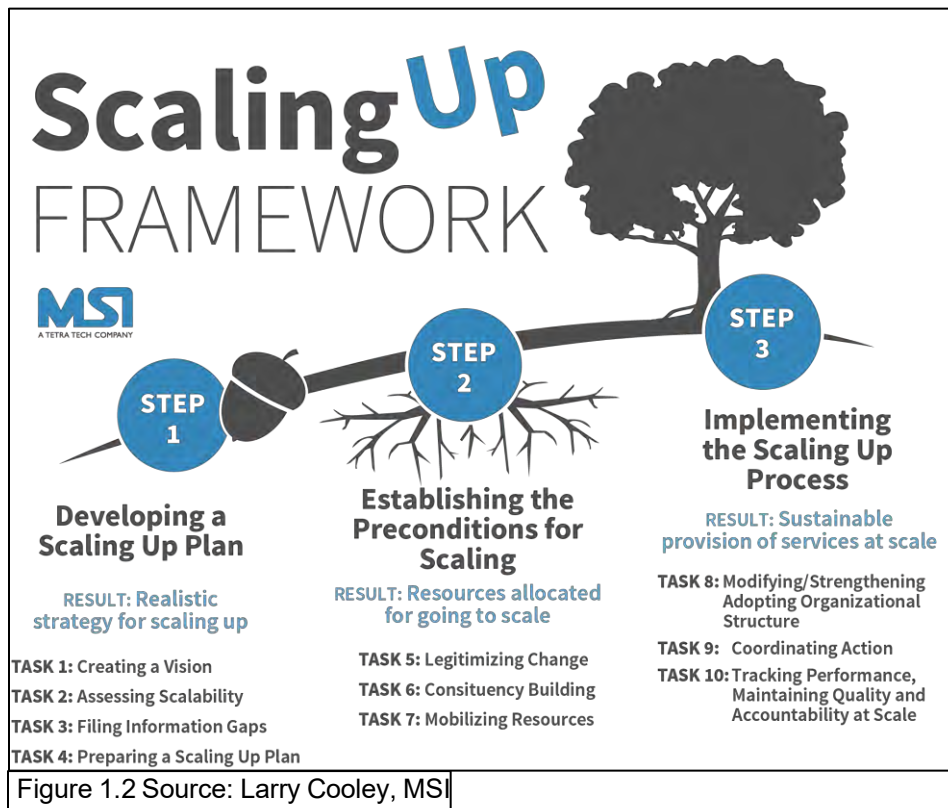 Scaling Up
FRAMEWORK
MSI
A TETRA TECH COMPANY
STEP
1
Developing a
Scaling Up Plan
RESULT: Realistic
strategy for scaling up
TASK 1: Creating a Vision
TASK 2: Assessing Scalability
TASK 3: Filing Information Gaps
TASK 4: Preparing a Scaling Up Plan
STEP
2
Establishing the
Preconditions for
Scaling
RESULT: Resources allocated
for going to scale
TASK 5: Legitimizing Change
TASK 6: Consituency Building
TASK 7: Mobilizing Resources
STEP
3
Implementing
the Scaling Up
Process
RESULT: Sustainable
provision of services at scale
TASK 8: Modifying/Strengthening
Adopting Organizational
Structure
TASK 9: Coordinating Action
TASK 10: Tracking Performance,
Maintaining Quality and
Accountability at Scale
Figure 1.2 Source: Larry Cooley, MSI